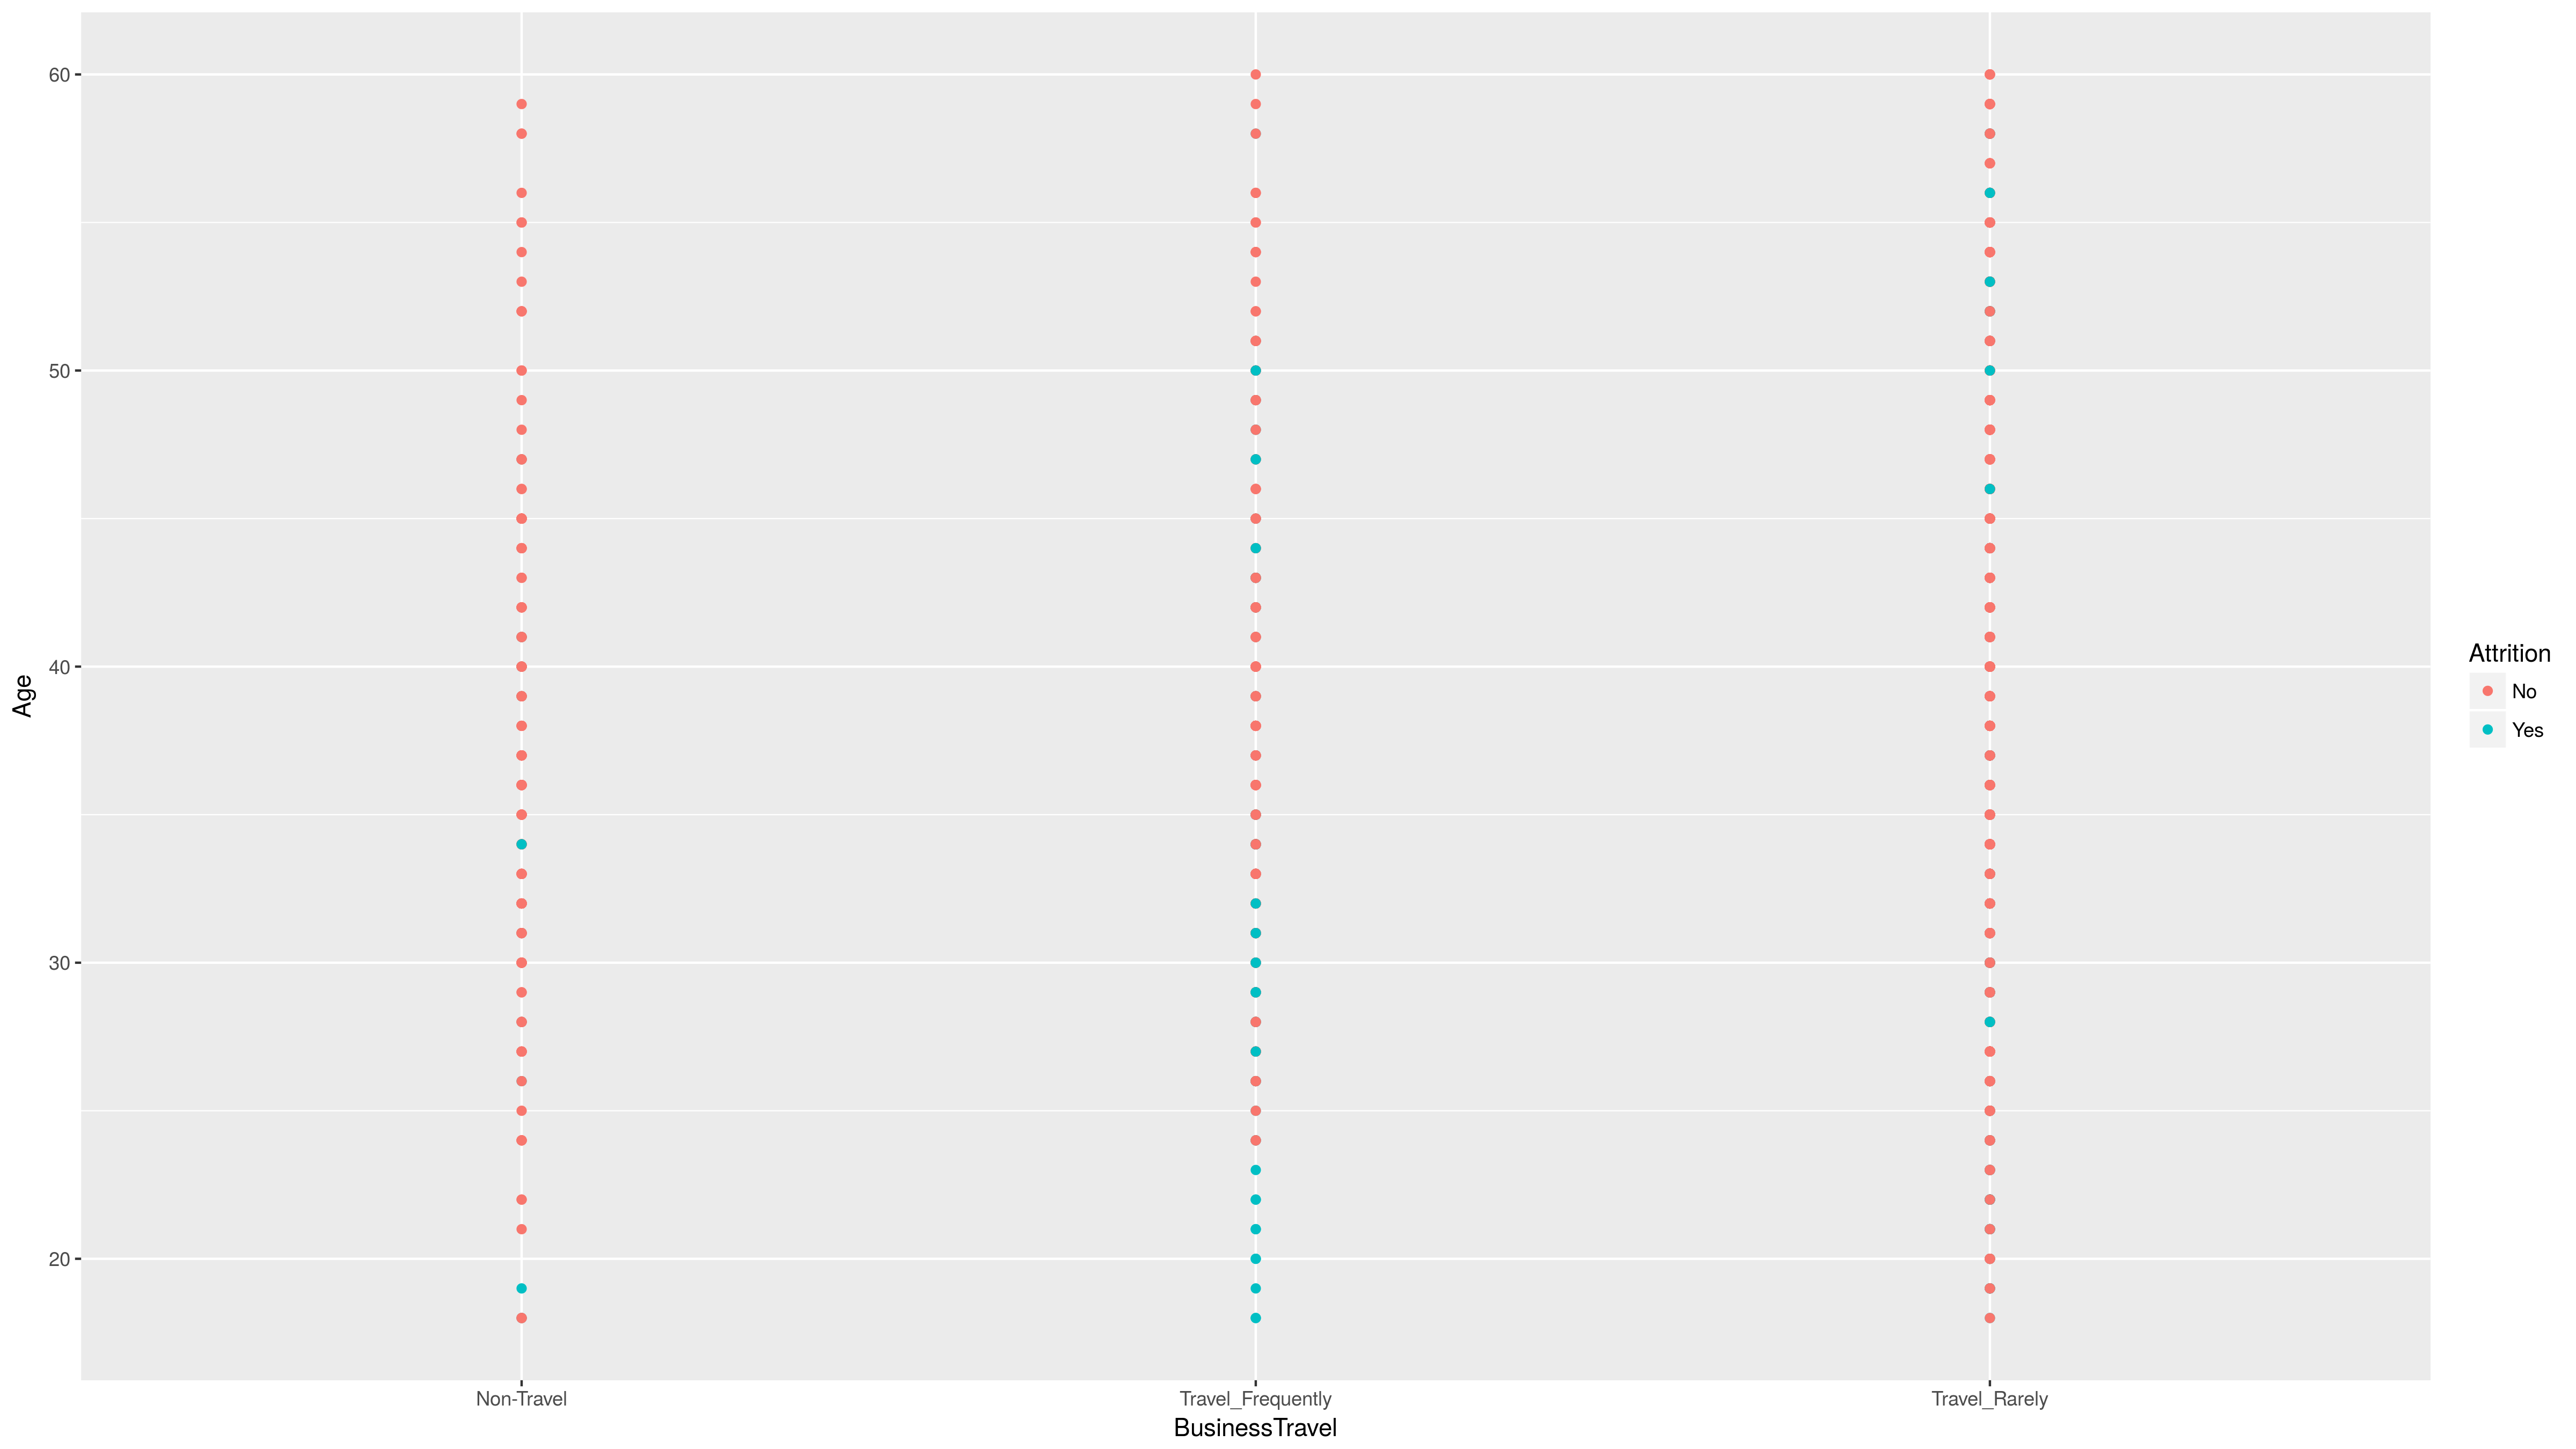 60
50
40
30
20
Age
Non-Travel
Travel_Frequently
Travel_Rarely
BusinessTravel
Attrition
No
Yes